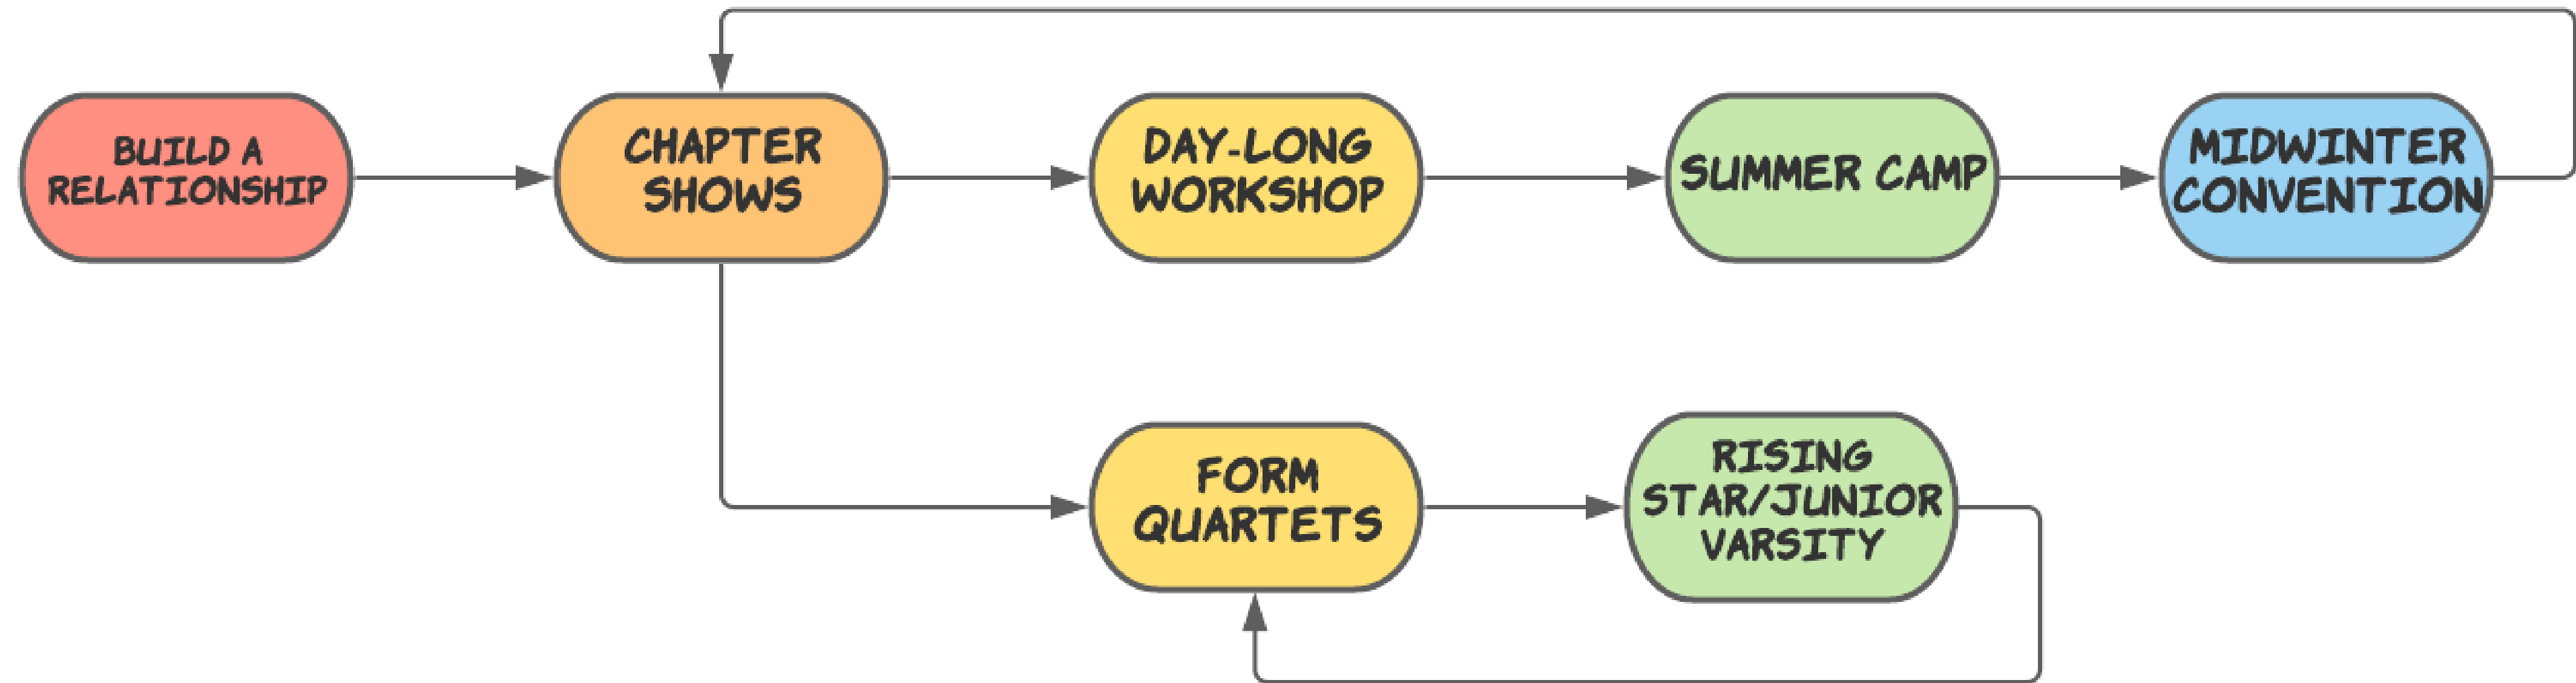 BUILD A
RELATIONSHIP
CHAPTER
SHOWS
DAY-LONG
WORKSHOP
SUMMER CAMP
MIDWINTER
CONVENTION
FORM
QUARTETS
RISING
STAR/JUNIOR
VARSITY